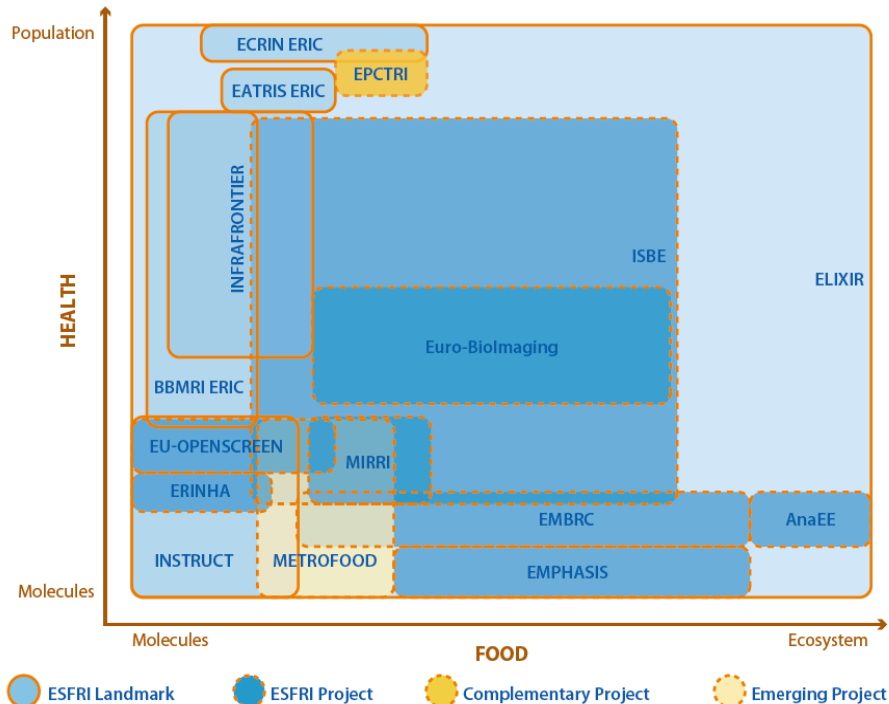 Population
ECRIN ERIC
EPCTRI
EATRIS ERIC
INFRAFRONTIER
ISBE
ELIXIR
HEALTH
Euro-BioImaging
BBMRI ERIC
EU-OPENSCREEN
MIRRI
ERINHA
EMBRC
AnaEE
INSTRUCT
METROFOOD
EMPHASIS
Molecules
Molecules
FOOD
Ecosystem
ESFRI Landmark
ESFRI Project
Complementary Project
Emerging Project